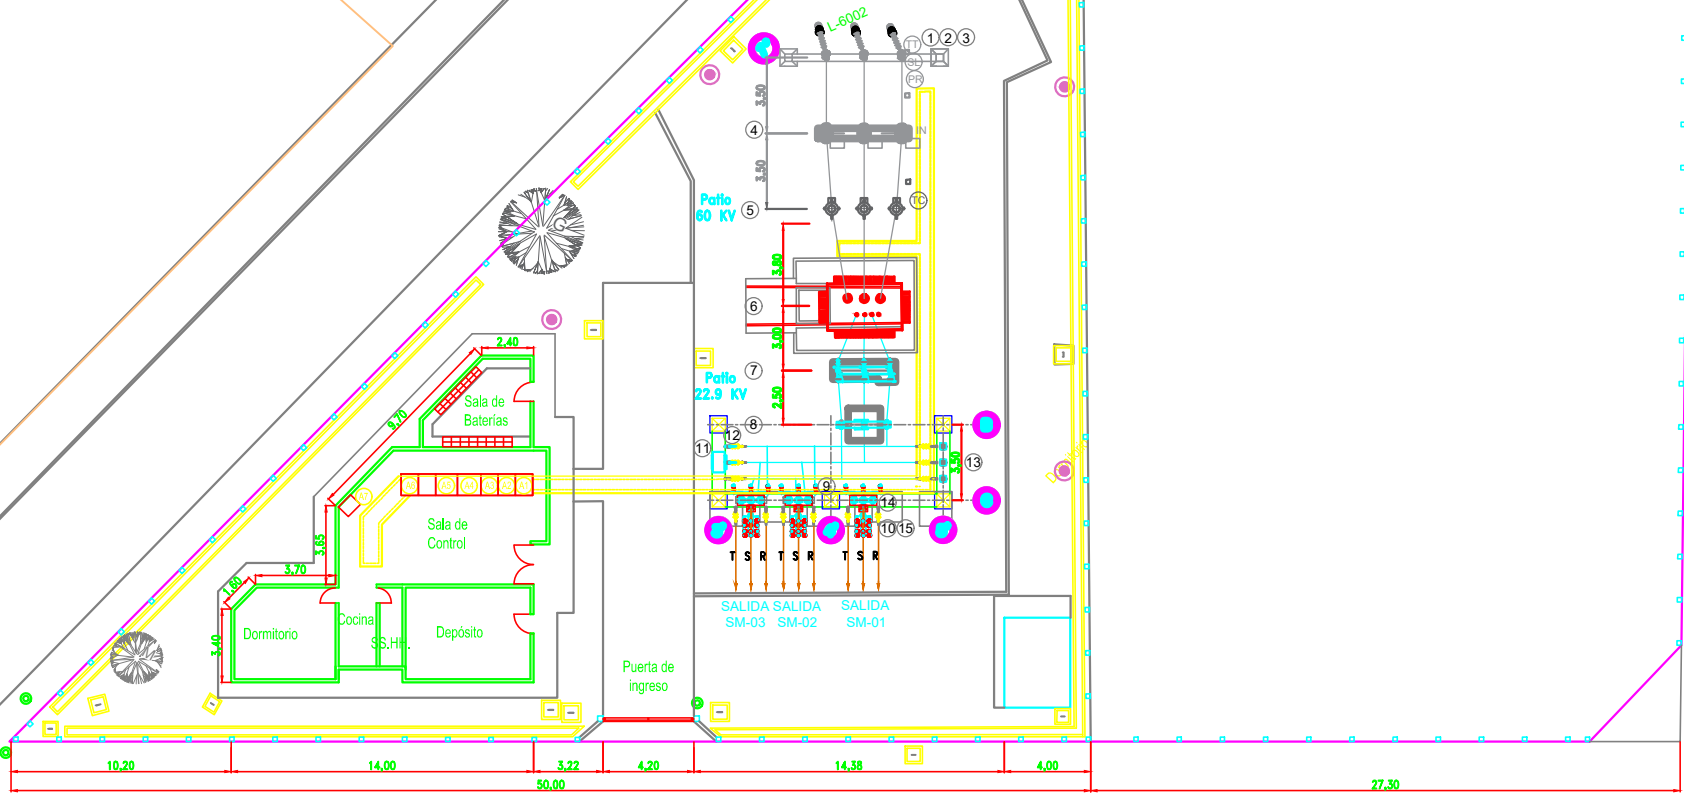 L-6002
TT
1
2
3
SL
PR
3.50
4
IN
3.50
Patio
60 KV
5
TC
G
3.80
6
3.00
2.40
7
Patio
22.9 KV
2.50
9.70
Sala de
Baterías
8
12
11
3.50
13
9
14
10
15
Sala de
Control
3.65
T S R T S R T S R
3.70
1.60
SALIDA
SM-03
SALIDA
SM-02
SALIDA
SM-01
Cocina
SS.HH.
Dormitorio
Depósito
3.40
Puerta de
ingreso
10,20
14,00
3,22
4,20
14,38
4,00
50,00
27,30